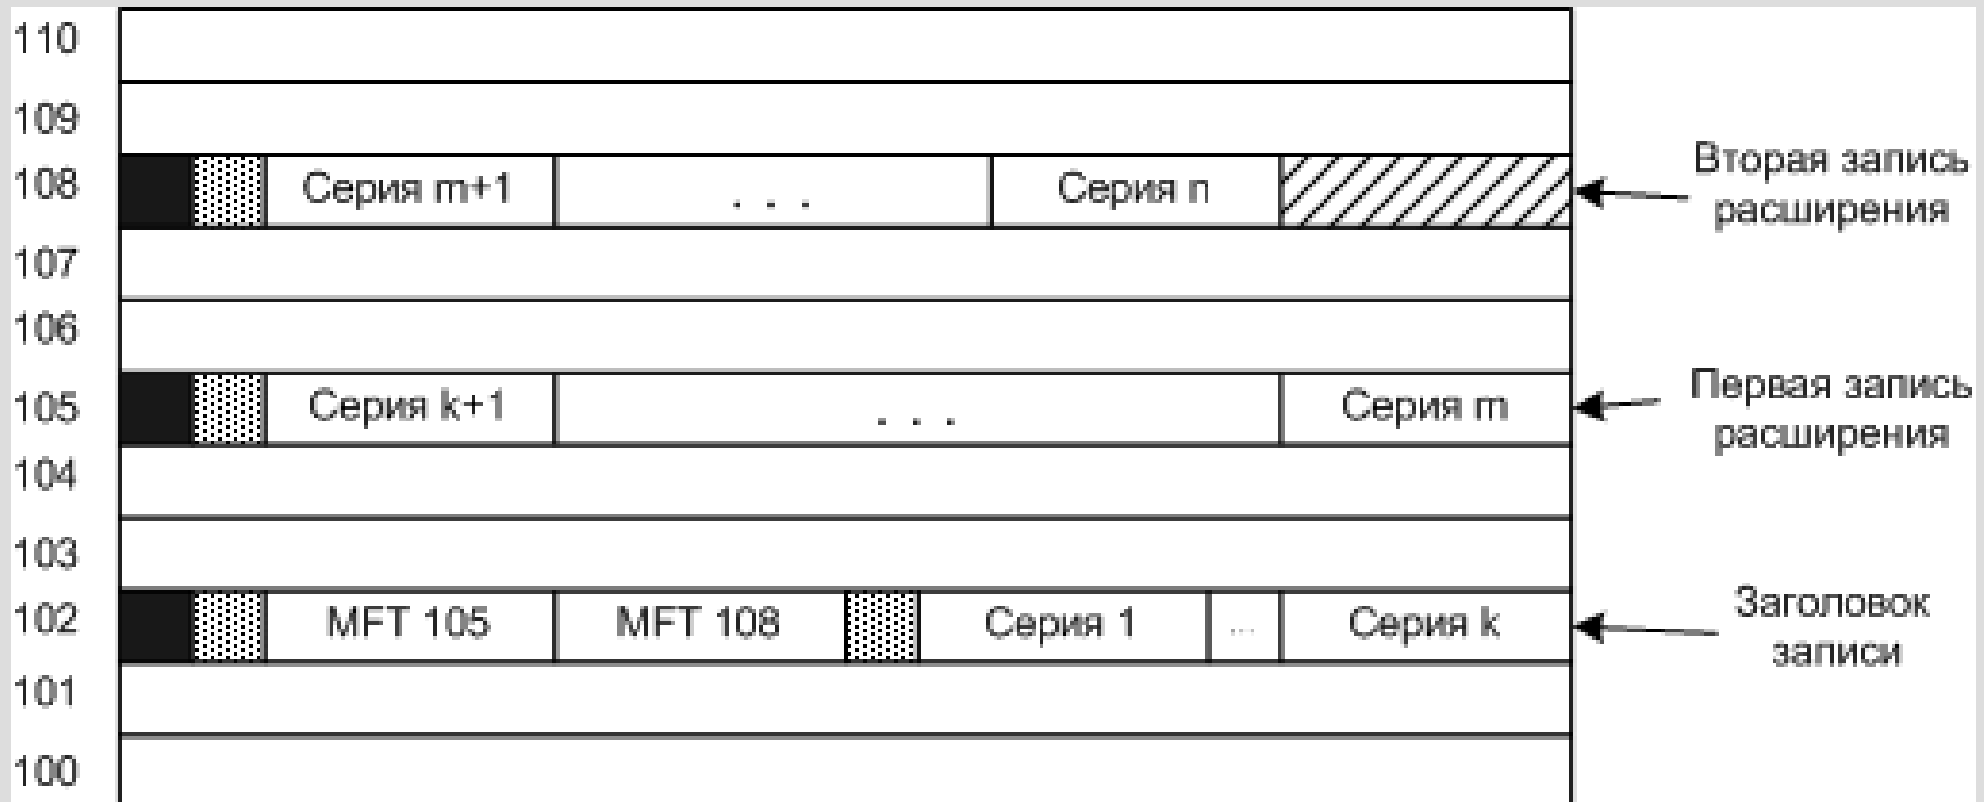 110
109
108 Серия m+1 . . . Серия n Вторая запись
расширения
107
106
105 Серия k+1 . . . Серия m Первая запись
расширения
104
103
102 MFT 105 MFT 108 Серия 1 ... Серия k Заголовок
записи
101
100